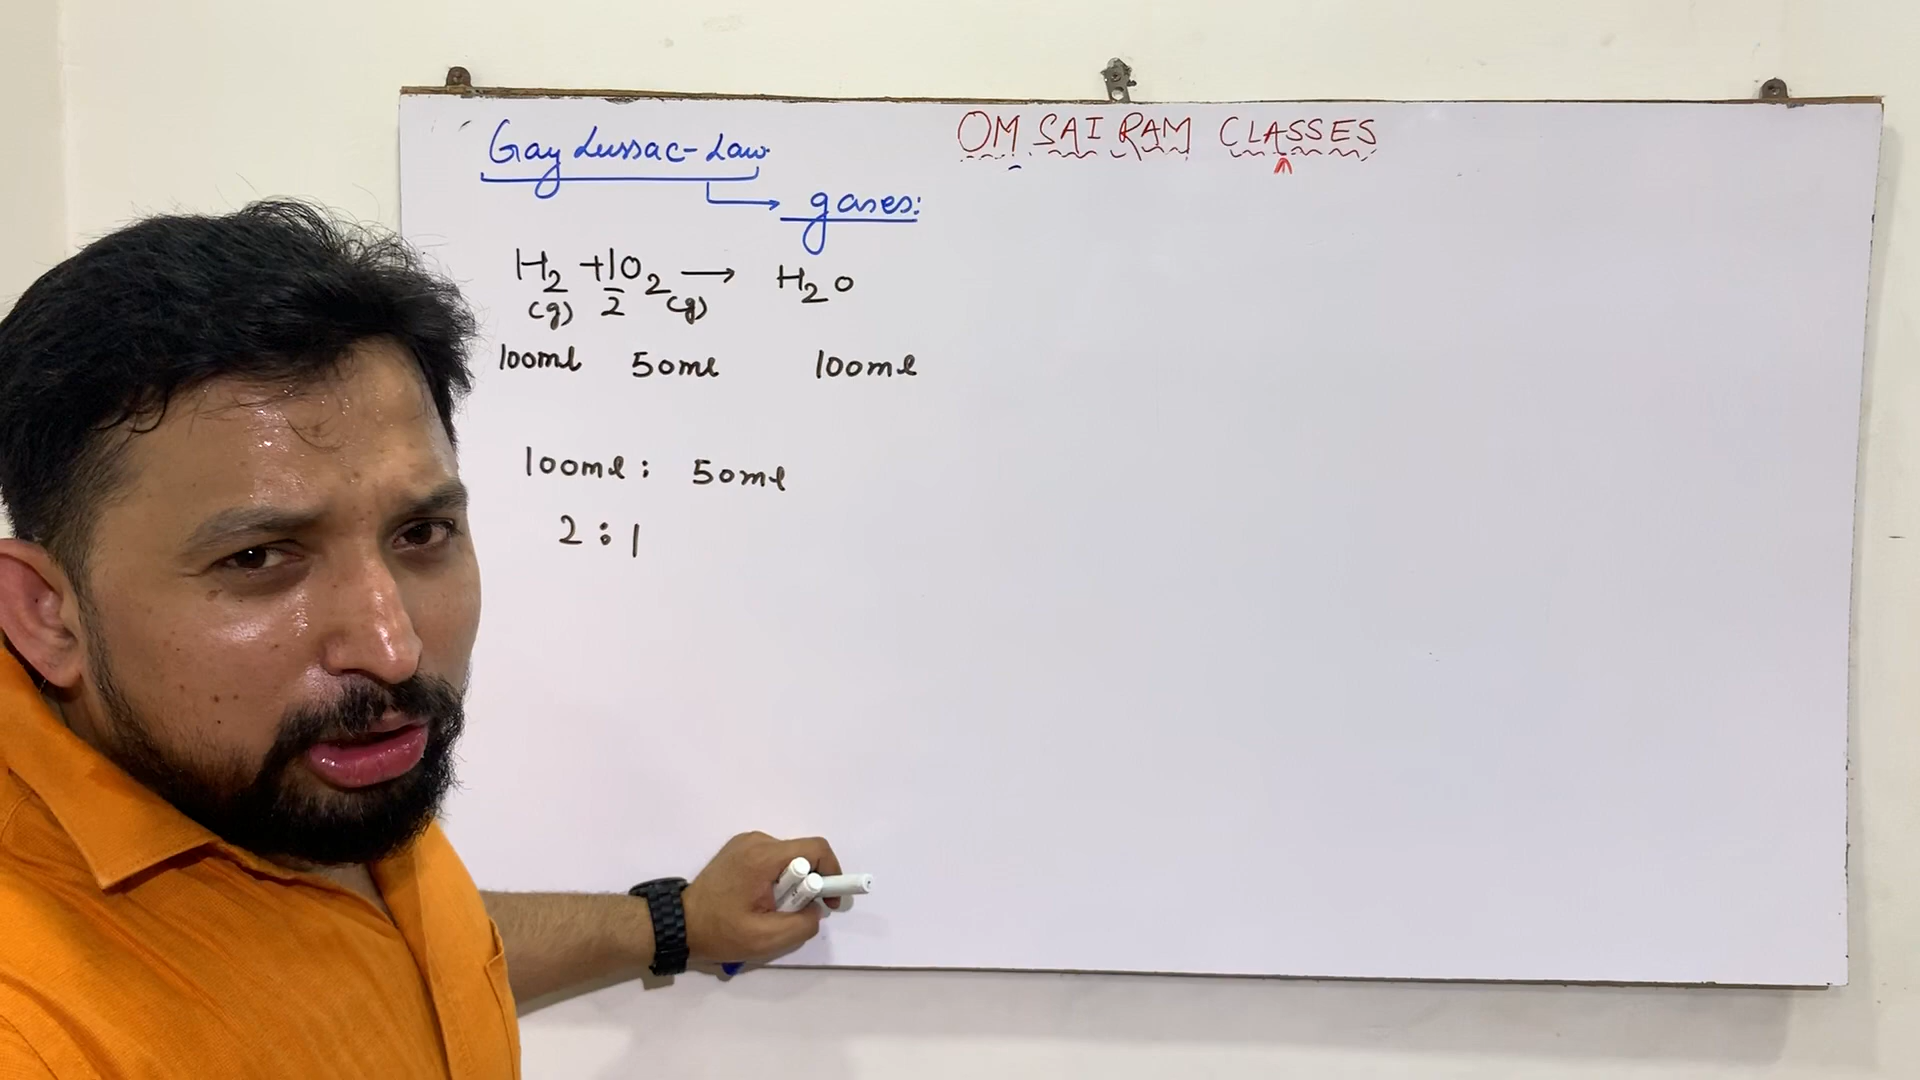 Gay Lussac-Law
OM SAI RAM CLASSES
gases:
H₂ + 1/2 O₂ → H₂O
(g) (g)
100ml 50ml 100ml
100ml : 50ml
2 : 1